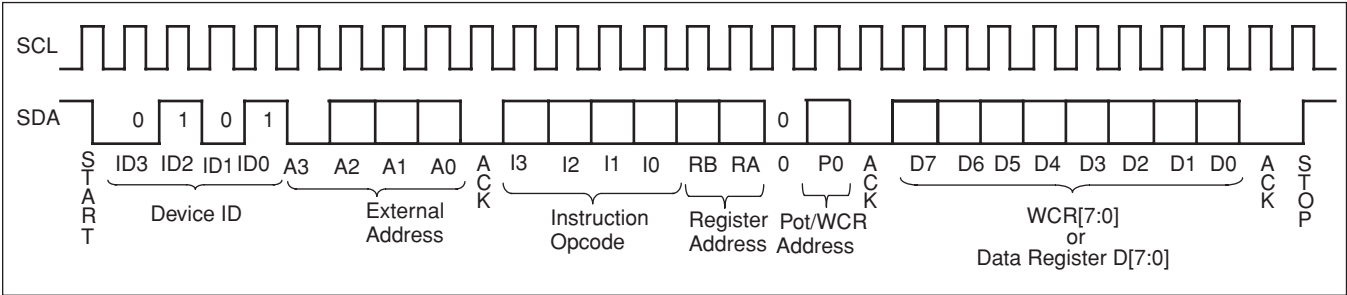 SCL
SDA
0 1 0 1 0
START ID3 ID2 ID1 ID0 A3 A2 A1 A0 ACK I3 I2 I1 I0 RB RA 0 P0 ACK D7 D6 D5 D4 D3 D2 D1 D0 ACK STOP
Device ID
External
Address
Instruction
Opcode
Register
Address
Pot/WCR
Address
WCR[7:0]
or
Data Register D[7:0]